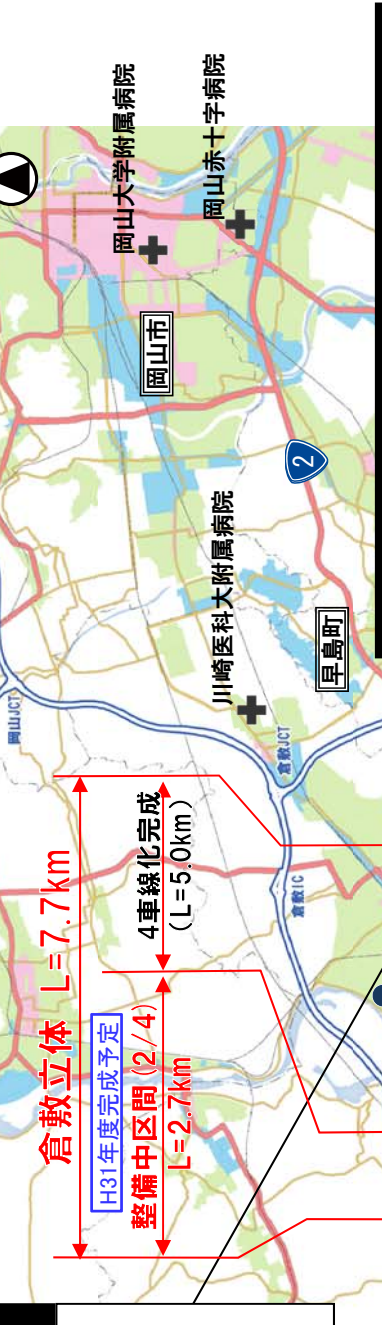 倉敷立体 L=7.7km
H31年度完成予定
整備中区間(2/4)
L=2.7km
4車線化完成
(L=5.0km)
岡山JCT
倉敷IC
倉敷JCT
川崎医科大附属病院
早島町
2
岡山市
岡山大学附属病院
岡山赤十字病院